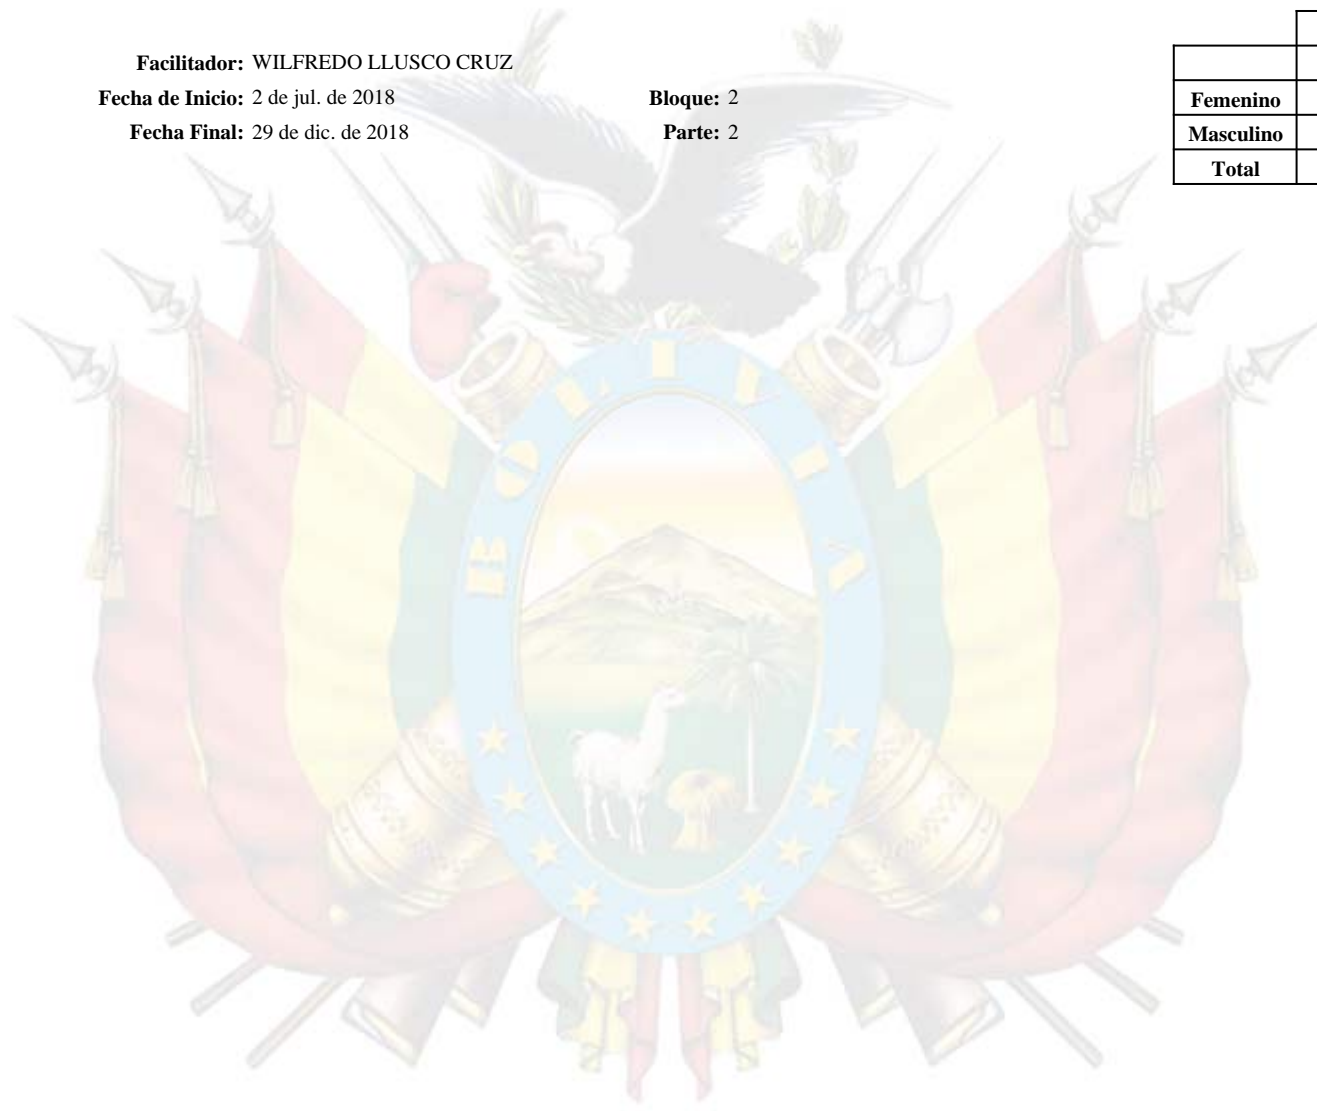 Facilitador: WILFREDO LLUSCO CRUZ
Fecha de Inicio: 2 de jul. de 2018 Bloque: 2
Fecha Final: 29 de dic. de 2018 Parte: 2
Femenino
Masculino
Total
BOLIVIA